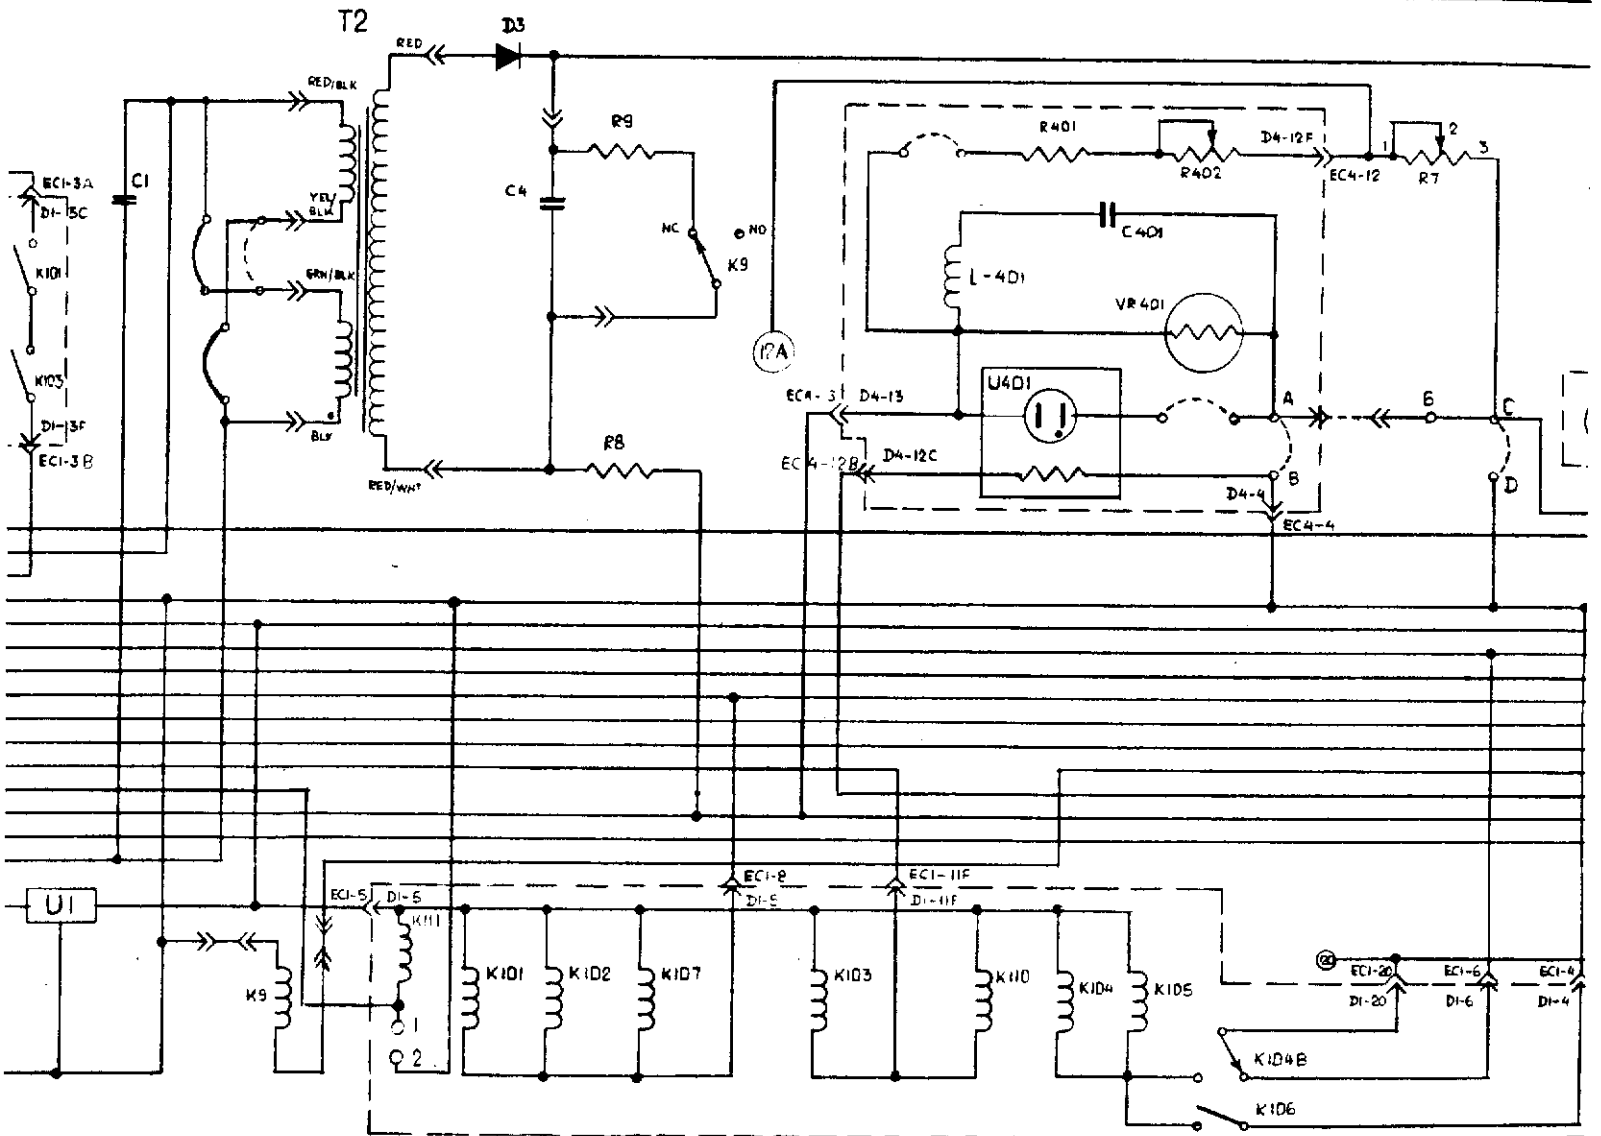 T2
D3
RED
RED/BLK
R9
R401
D4-12F
1
2
3
R402
EC4-12
R7
EC1-3A
D1-3C
C1
YEL/
BLK
C4
C401
NC
NO
K9
K101
GRN/BLK
L-401
VR401
12A
K103
U401
EC4-3
D4-13
A
6
C
D1-13F
BLK
R8
EC1-3B
EC4-12B
D4-12C
B
D
RED/WHT
D4-4
EC4-4
EC1-8
EC1-11F
U1
EC1-5
D1-5
D1-5
D1-11F
K111
K101
K102
K107
K103
K110
K104
K105
20
EC1-20
EC1-6
EC1-4
K9
D1-20
D1-6
D1-4
1
2
K104B
K106